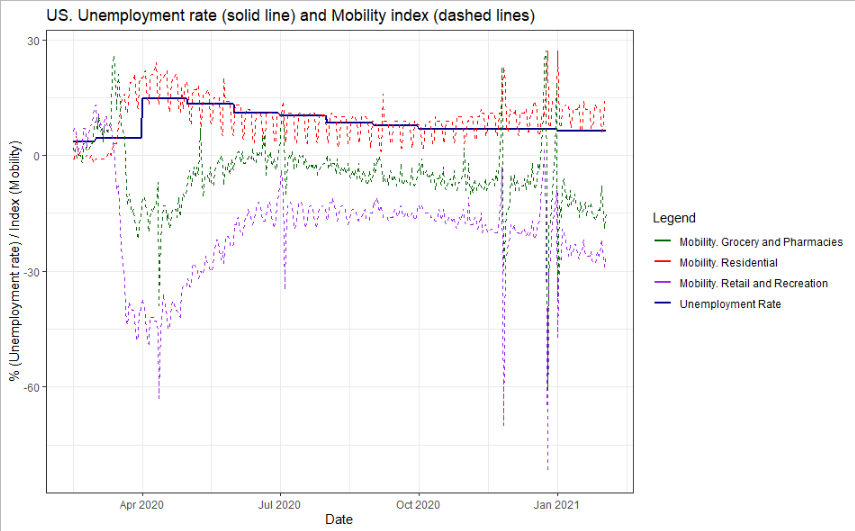 US. Unemployment rate (solid line) and Mobility index (dashed lines)
% (Unemployment rate) / Index (Mobility)
30
0
-30
-60
Apr 2020
Jul 2020
Oct 2020
Jan 2021
Date
Legend
Mobility. Grocery and Pharmacies
Mobility. Residential
Mobility. Retail and Recreation
Unemployment Rate